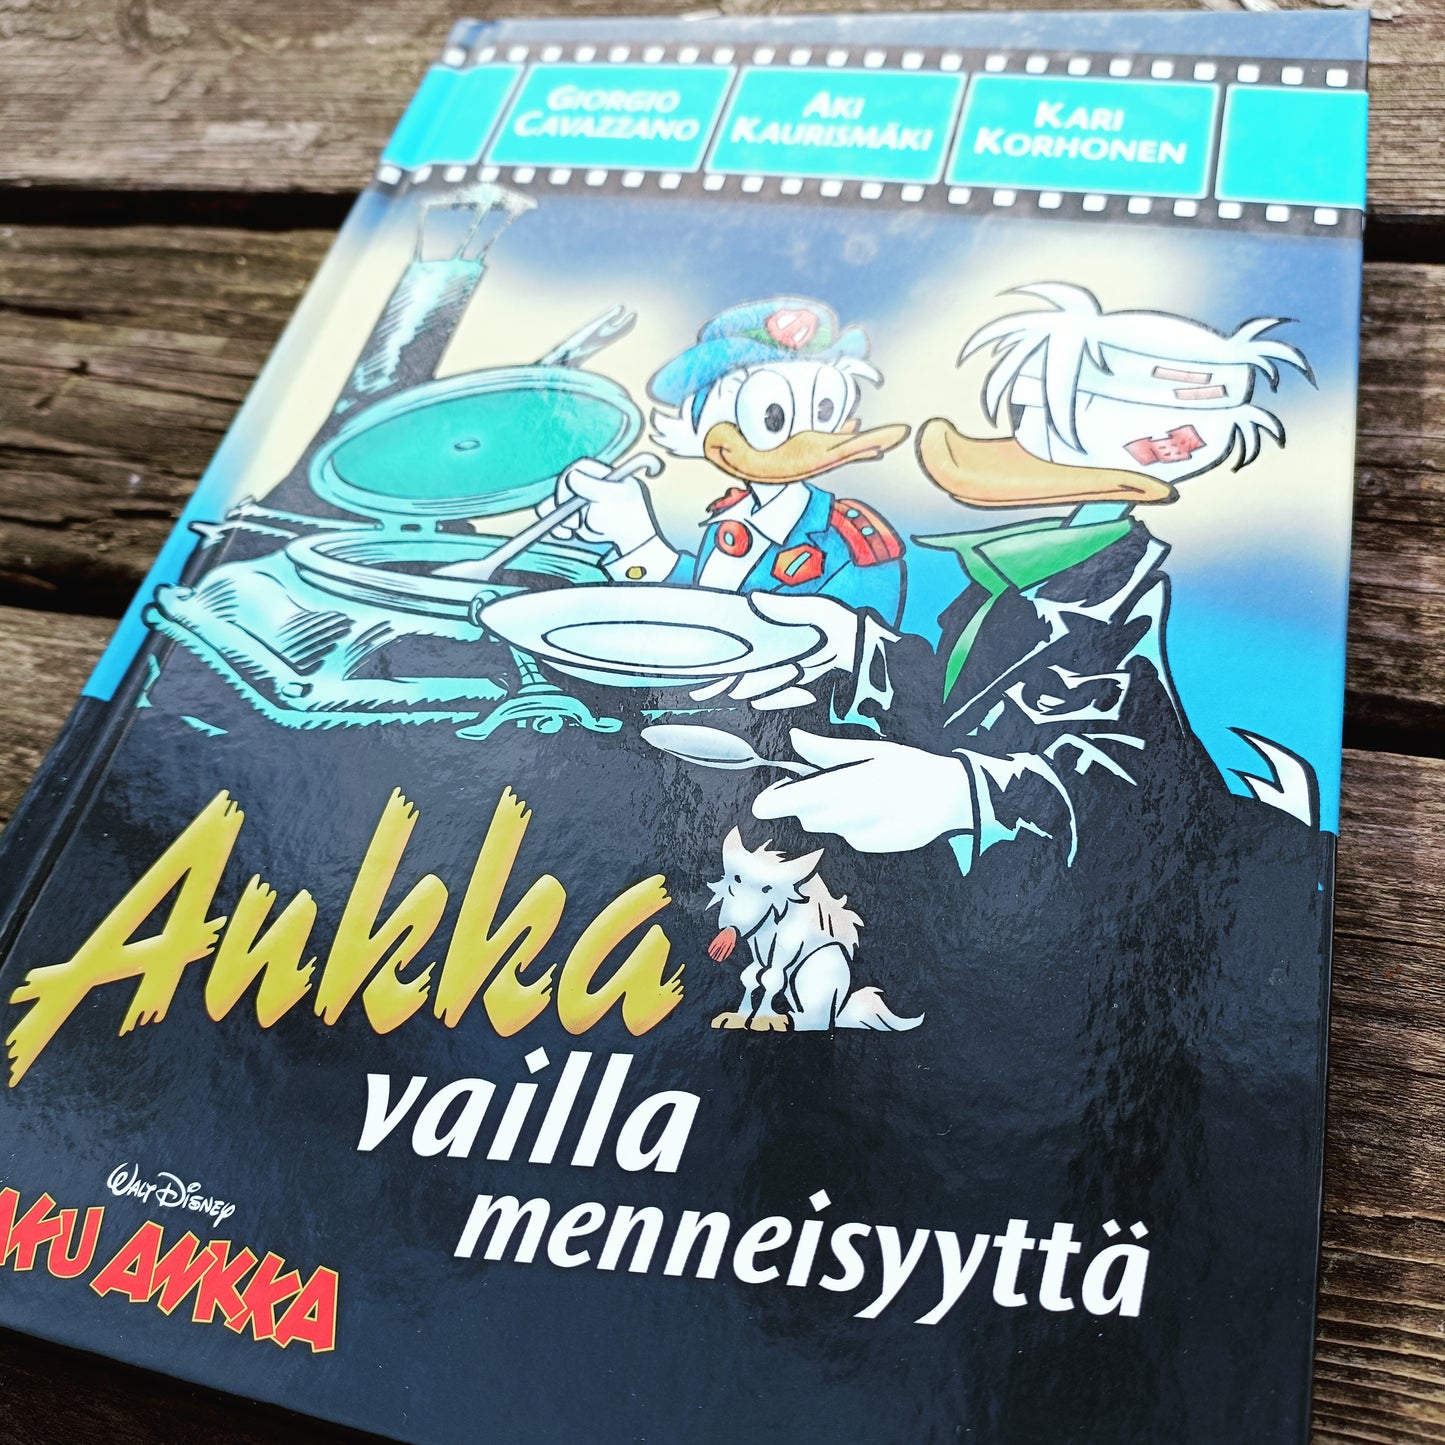 GIORGIO
CAVAZZANO
AKI
KAURISMÄKI
KARI
KORHONEN
Ankka
vailla
menneisyyttä
WALT DISNEY
AKU ANKKA